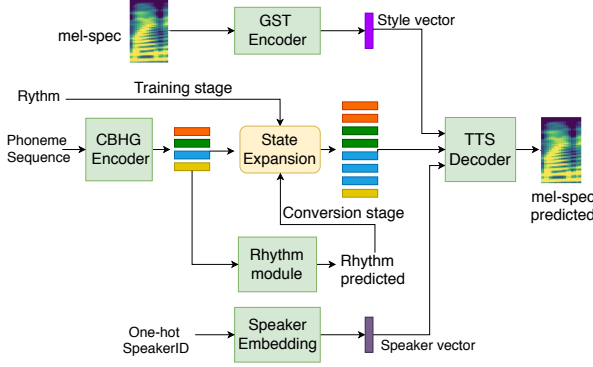 mel-spec
GST
Encoder
Style vector
Rythm
Training stage
Phoneme
Sequence
CBHG
Encoder
State
Expansion
TTS
Decoder
mel-spec
predicted
Conversion stage
Rhythm
module
Rhythm
predicted
One-hot
SpeakerID
Speaker
Embedding
Speaker vector